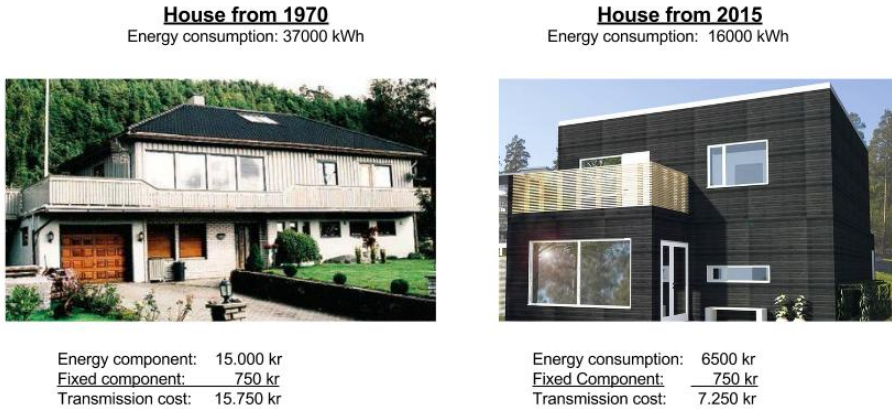 House from 1970
Energy consumption: 37000 kWh
House from 2015
Energy consumption: 16000 kWh
Energy component: 15.000 kr
Fixed component: 750 kr
Transmission cost: 15.750 kr
Energy consumption: 6500 kr
Fixed Component: 750 kr
Transmission cost: 7.250 kr